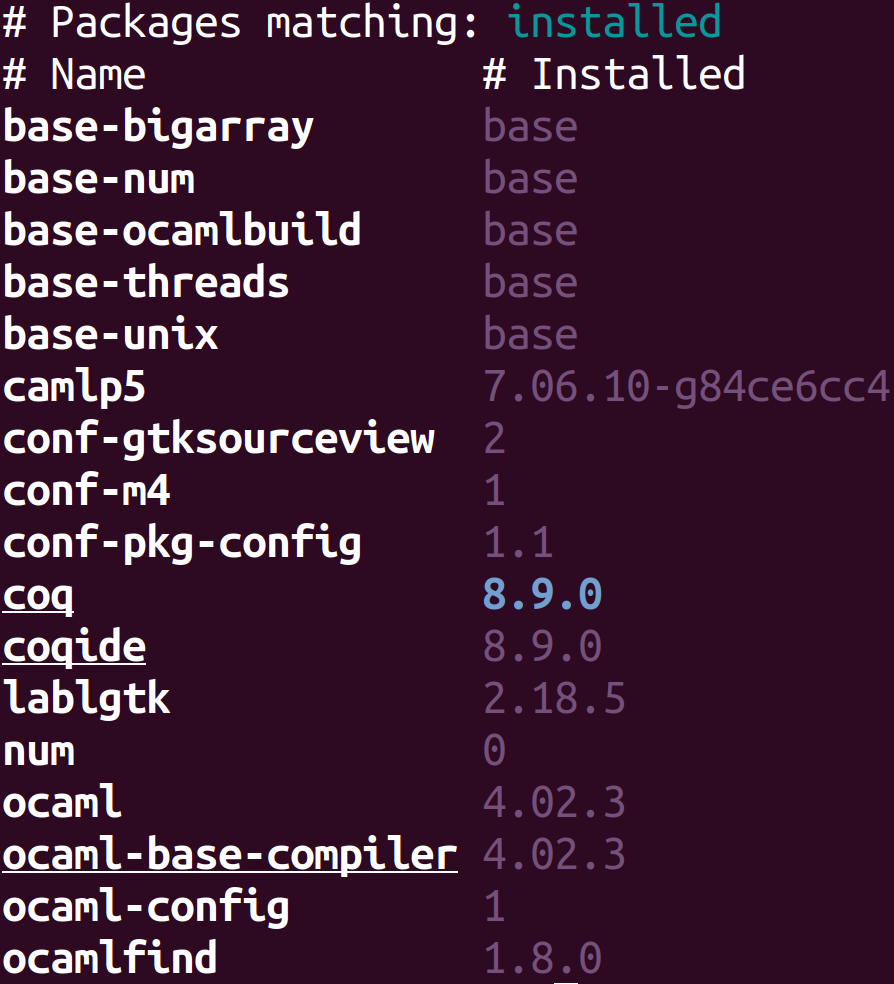 # Packages matching: installed
# Name # Installed
base-bigarray base
base-num base
base-ocamlbuild base
base-threads base
base-unix base
camlp5 7.06.10-g84ce6cc4
conf-gtksourceview 2
conf-m4 1
conf-pkg-config 1.1
coq 8.9.0
coqide 8.9.0
lablgtk 2.18.5
num 0
ocaml 4.02.3
ocaml-base-compiler 4.02.3
ocaml-config 1
ocamlfind 1.8.0